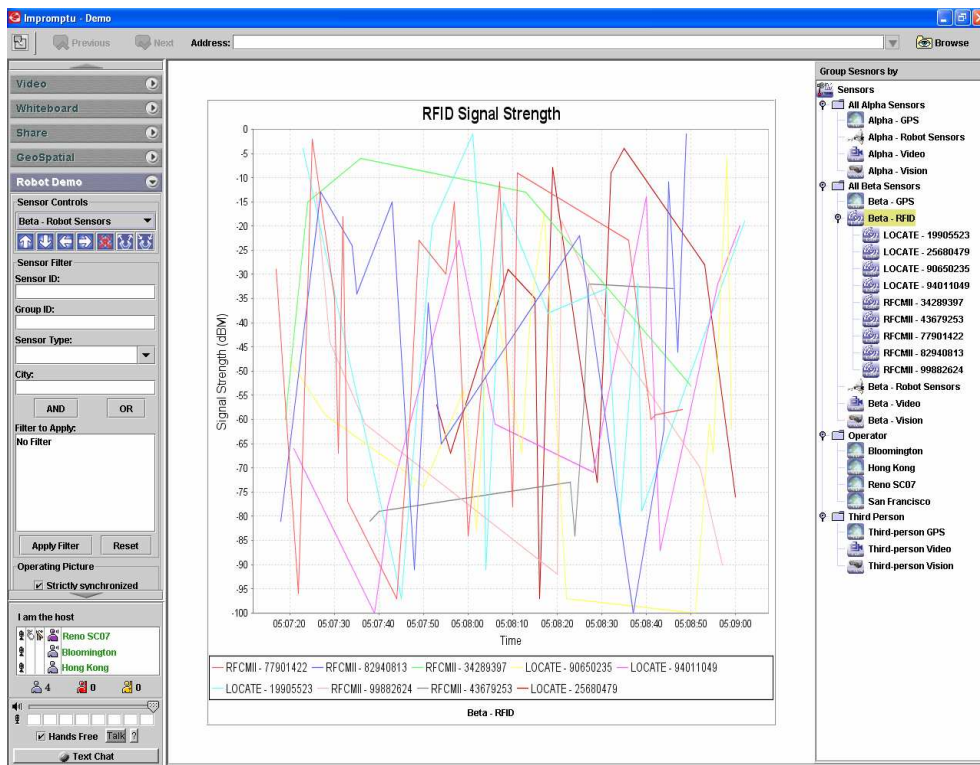 Impromptu - Demo
Previous Next Address: Browse
Video
Whiteboard
Share
GeoSpatial
Robot Demo
Sensor Controls
Beta - Robot Sensors
Sensor Filter
Sensor ID:
Group ID:
Sensor Type:
City:
AND OR
Filter to Apply:
No Filter
Apply Filter Reset
Operating Picture
Strictly synchronized
I am the host
Reno SC07
Bloomington
Hong Kong
4 0 0
Hands Free Talk ?
Text Chat
RFID Signal Strength
Signal Strength (dBM)
0
-5
-10
-15
-20
-25
-30
-35
-40
-45
-50
-55
-60
-65
-70
-75
-80
-85
-90
-95
-100
05:07:20 05:07:30 05:07:40 05:07:50 05:08:00 05:08:10 05:08:20 05:08:30 05:08:40 05:08:50 05:09:00
Time
RFCMII - 77901422 RFCMII - 82940813 RFCMII - 34289397 LOCATE - 90650235 LOCATE - 94011049
LOCATE - 19905523 RFCMII - 99882624 RFCMII - 43679253 LOCATE - 25680479
Beta - RFID
Group Sesnors by
Sensors
All Alpha Sensors
Alpha - GPS
Alpha - Robot Sensors
Alpha - Video
Alpha - Vision
All Beta Sensors
Beta - GPS
Beta - RFID
LOCATE - 19905523
LOCATE - 25680479
LOCATE - 90650235
LOCATE - 94011049
RFCMII - 34289397
RFCMII - 43679253
RFCMII - 77901422
RFCMII - 82940813
RFCMII - 99882624
Beta - Robot Sensors
Beta - Video
Beta - Vision
Operator
Bloomington
Hong Kong
Reno SC07
San Francisco
Third Person
Third-person GPS
Third-person Video
Third-person Vision